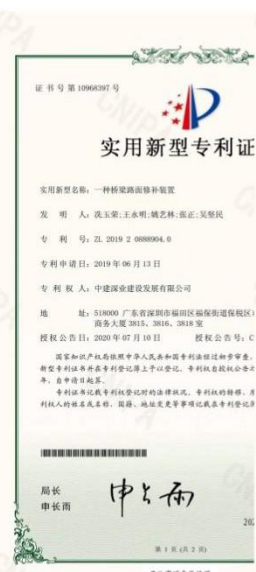 证书号第10968397号
实用新型专利证
实用新型名称：一种桥梁路面修补装置
发明人：冼玉荣;王永明;姚艺林;张正;吴坚民
专利号：ZL 2019 2 0888904.0
专利申请日：2019年06月13日
专利权人：中建深业建设发展有限公司
地址：518000 广东省深圳市福田区福保街道保税区
商务大厦3815、3816、3818室
授权公告日：2020年07月10日 授权公告号：C
国家知识产权局依照中华人民共和国专利法经过初步审查，
新型专利证书并在专利登记簿上予以登记。专利权自授权公告之
年，自申请日起算。
专利证书记载专利权登记时的法律状况。专利权的转移、
利权人的姓名或名称、国籍、地址变更等事项记载在专利登记
局长
申长雨
申长雨
202
第 1 页 (共 2 页)
CNIPA